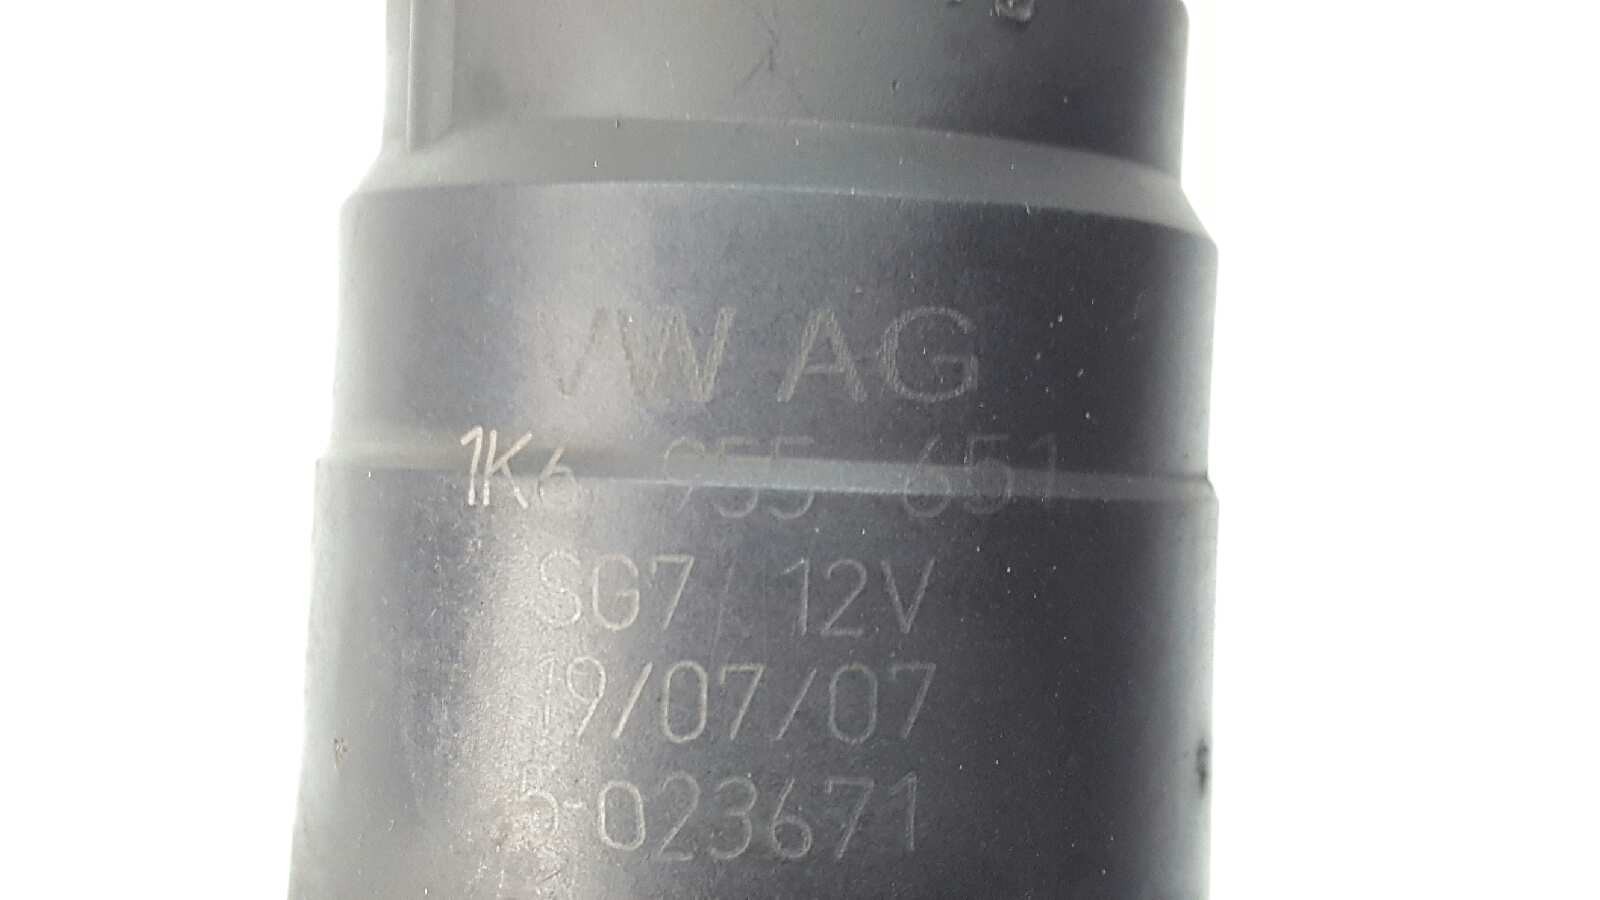 VW AG
1K6 955 651
SG7/ 12V
19/07/07
5-023671